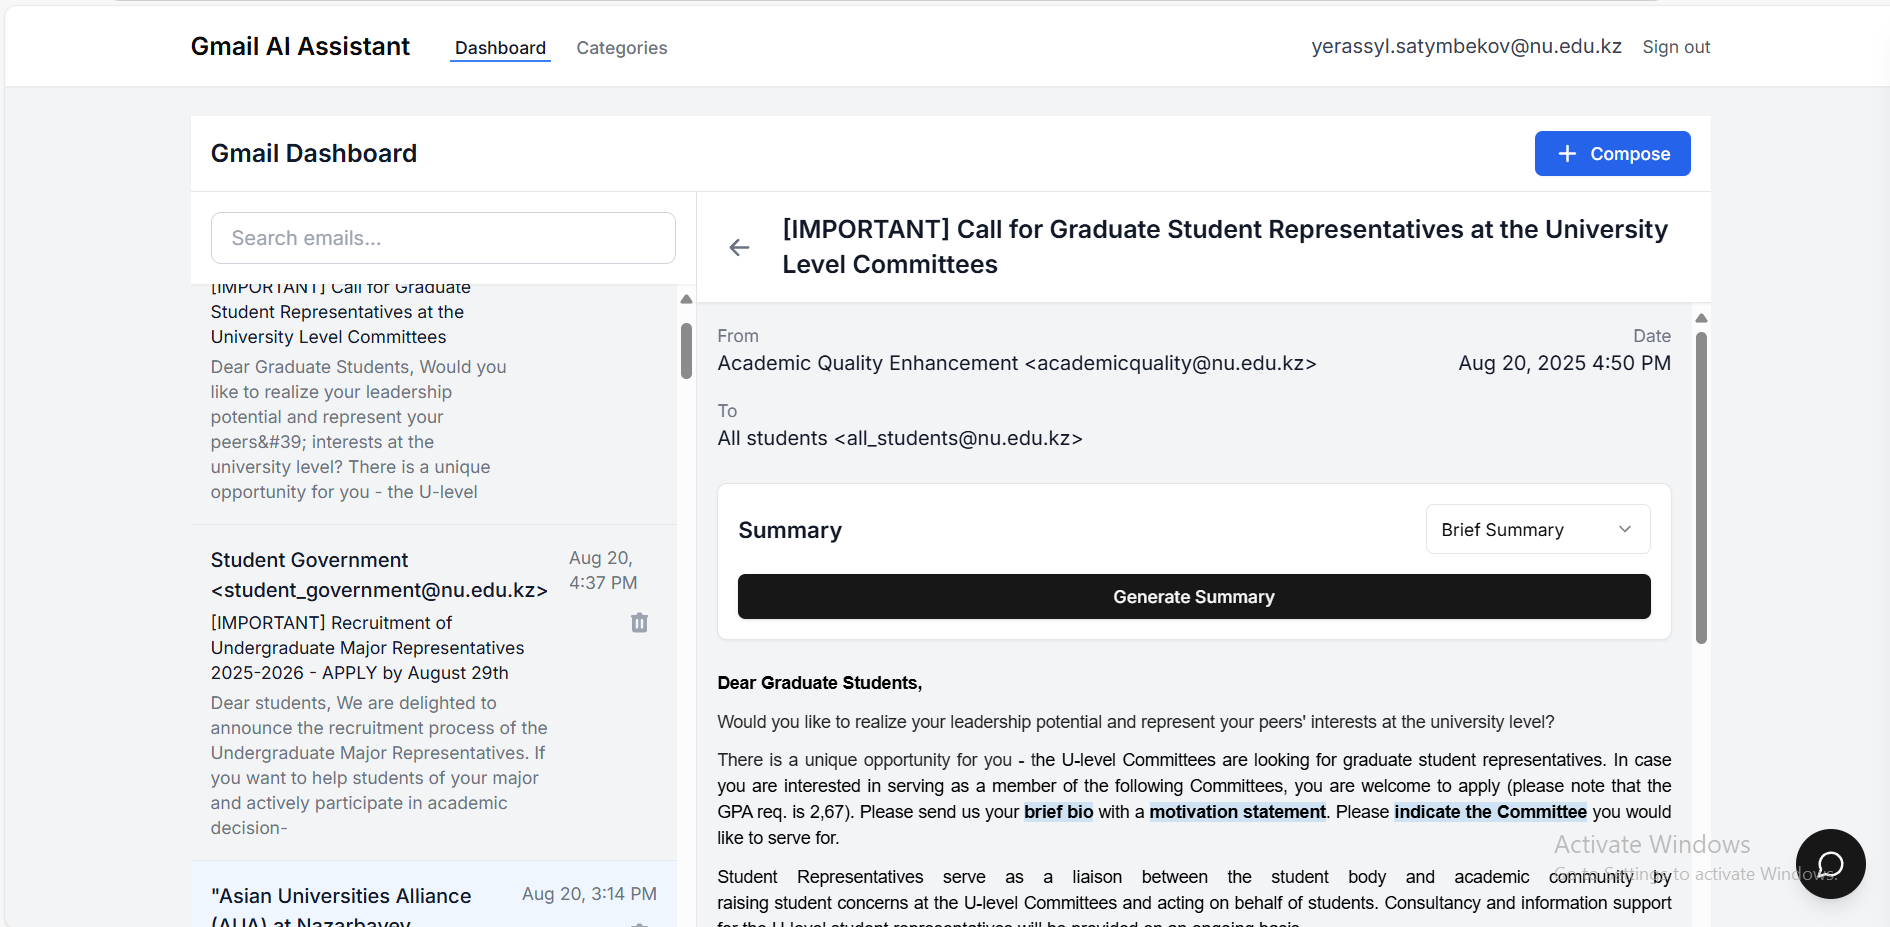 Gmail AI Assistant
Dashboard
Categories
yerassyl.satymbekov@nu.edu.kz
Sign out
Gmail Dashboard
+ Compose
Search emails...
[IMPORTANT] Call for Graduate
Student Representatives at the
University Level Committees
Dear Graduate Students, Would you
like to realize your leadership
potential and represent your
peers&#39; interests at the
university level? There is a unique
opportunity for you - the U-level
Student Government
<student_government@nu.edu.kz>
Aug 20,
4:37 PM
[IMPORTANT] Recruitment of
Undergraduate Major Representatives
2025-2026 - APPLY by August 29th
Dear students, We are delighted to
announce the recruitment process of the
Undergraduate Major Representatives. If
you want to help students of your major
and actively participate in academic
decision-
"Asian Universities Alliance
(AUA) at Nazarbayev
Aug 20, 3:14 PM
[IMPORTANT] Call for Graduate Student Representatives at the University
Level Committees
From
Academic Quality Enhancement <academicquality@nu.edu.kz>
Date
Aug 20, 2025 4:50 PM
To
All students <all_students@nu.edu.kz>
Summary
Brief Summary
Generate Summary
Dear Graduate Students,
Would you like to realize your leadership potential and represent your peers' interests at the university level?
There is a unique opportunity for you - the U-level Committees are looking for graduate student representatives. In case
you are interested in serving as a member of the following Committees, you are welcome to apply (please note that the
GPA req. is 2,67). Please send us your brief bio with a motivation statement. Please indicate the Committee you would
like to serve for.
Student Representatives serve as a liaison between the student body and academic community by
raising student concerns at the U-level Committees and acting on behalf of students. Consultancy and information support
for the U-level student representatives will be provided on an ongoing basis.
Activate Windows
Go to Settings to activate Windows.